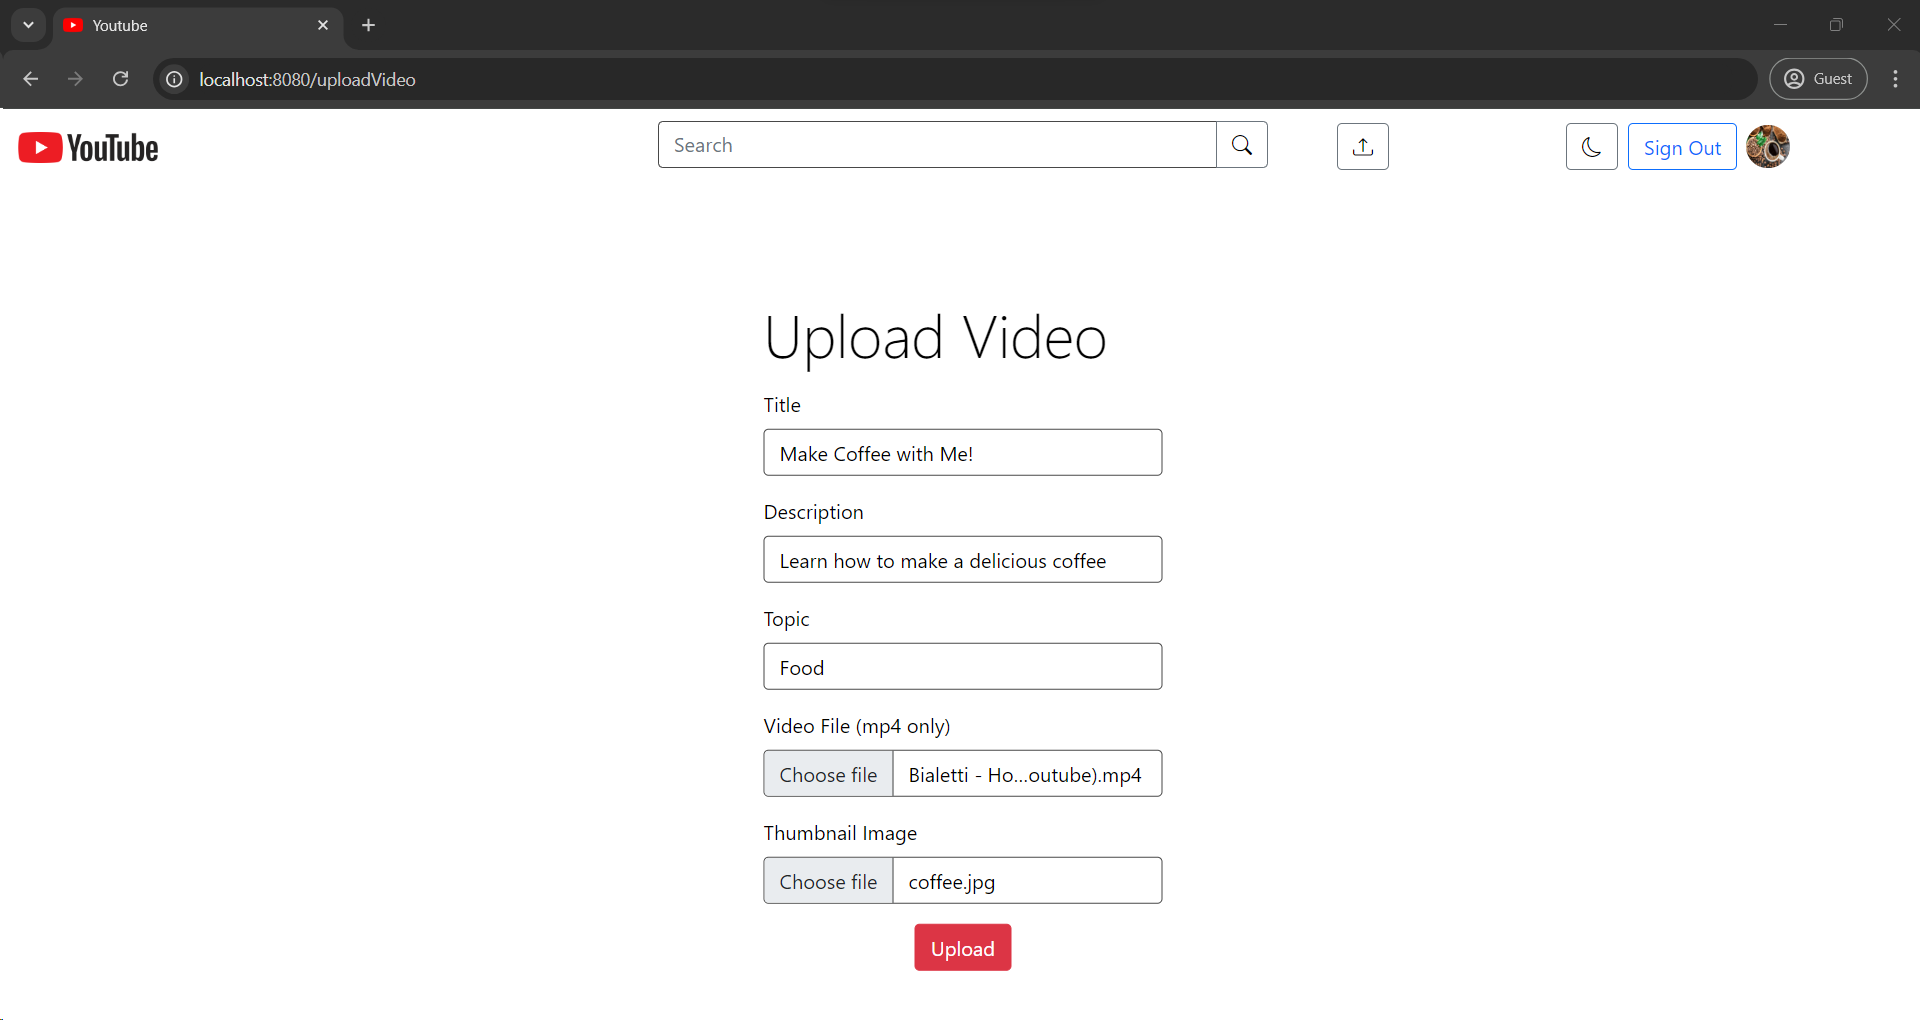 Youtube
localhost:8080/uploadVideo
Guest
YouTube
Search
Sign Out
Upload Video
Title
Make Coffee with Me!
Description
Learn how to make a delicious coffee
Topic
Food
Video File (mp4 only)
Choose file Bialetti - Ho...outube).mp4
Thumbnail Image
Choose file coffee.jpg
Upload